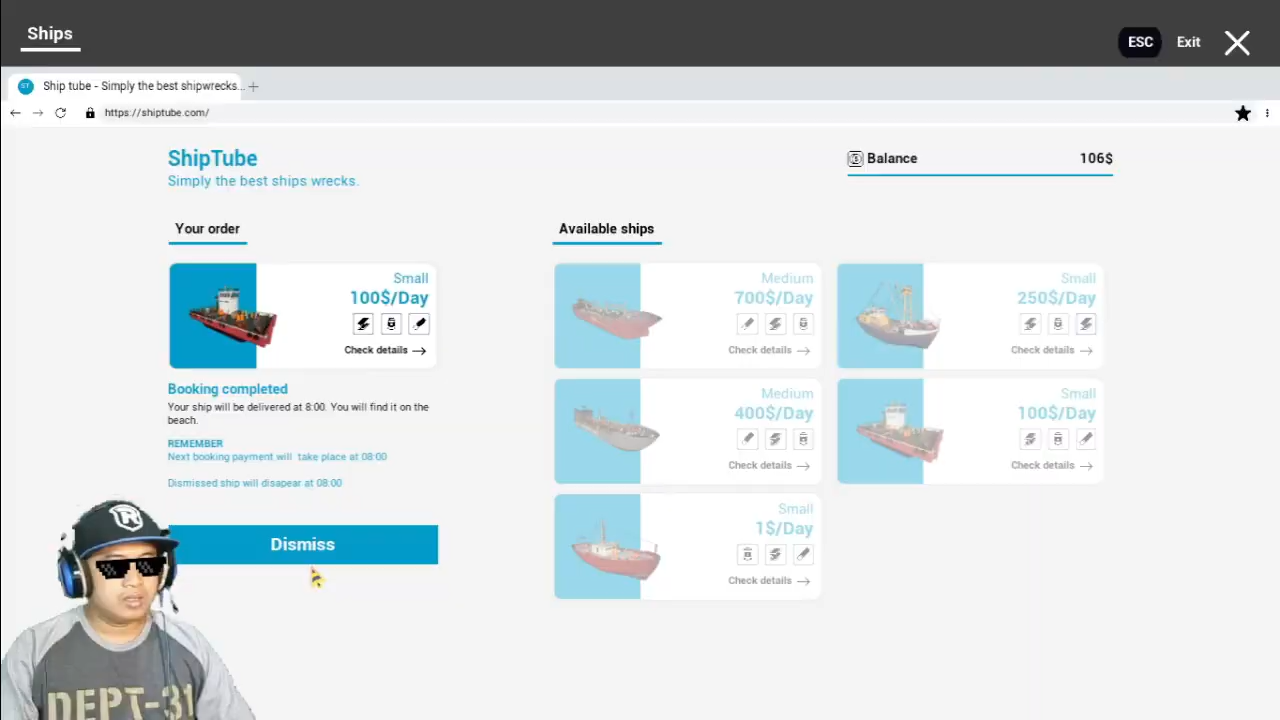 Ships
ESC Exit
Ship tube - Simply the best shipwrecks...
https://shiptube.com/
ShipTube
Simply the best ships wrecks.
Balance 106$
Your order
Small
100$/Day
Check details
Booking completed
Your ship will be delivered at 8:00. You will find it on the
beach.
REMEMBER
Next booking payment will take place at 08:00
Dismissed ship will disapear at 08:00
Dismiss
Available ships
Medium
700$/Day
Check details
Small
250$/Day
Check details
Medium
400$/Day
Check details
Small
100$/Day
Check details
Small
1$/Day
Check details
R
DEPT-31